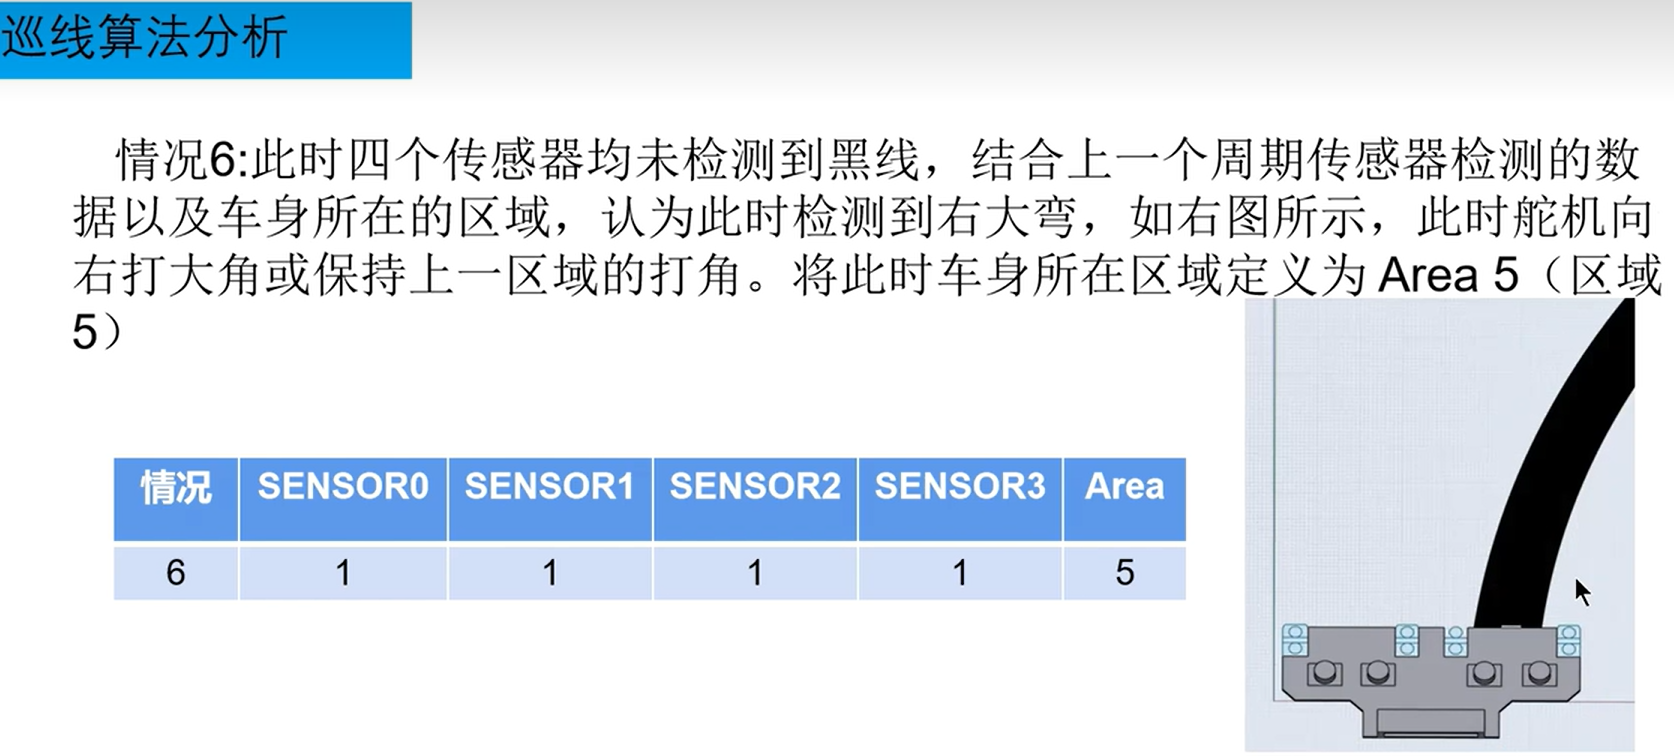 巡线算法分析
情况6:此时四个传感器均未检测到黑线，结合上一个周期传感器检测的数
据以及车身所在的区域，认为此时检测到右大弯，如右图所示，此时舵机向
右打大角或保持上一区域的打角。将此时车身所在区域定义为 Area 5（区域
5）
情况 SENSOR0 SENSOR1 SENSOR2 SENSOR3 Area
6 1 1 1 1 5